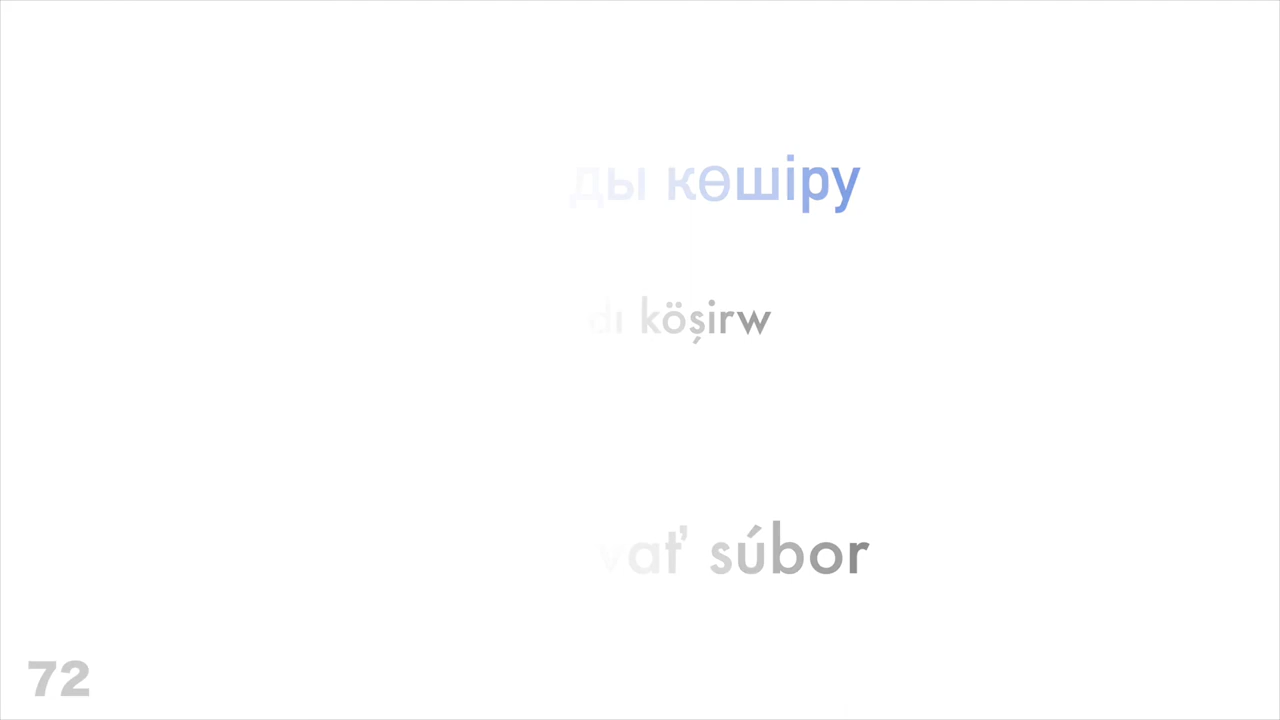 ды көшіру
dı köşirw
vať súbor
72